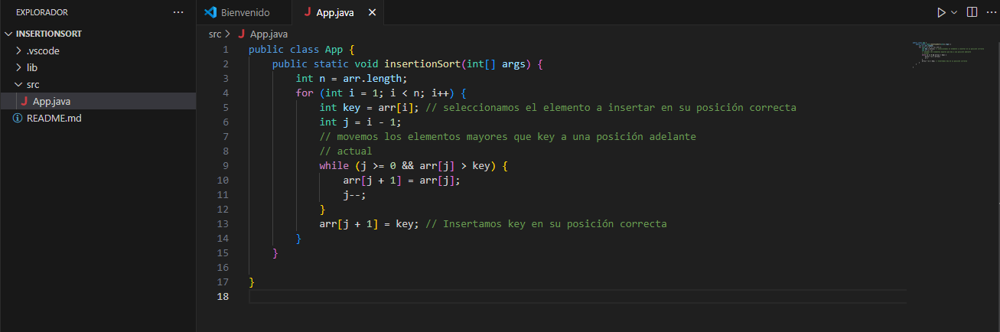 EXPLORADOR ···
INSERTIONSORT
.vscode
lib
src
J App.java
README.md
Bienvenido
J App.java ×
src > J App.java
1 public class App {
2 public static void insertionSort(int[] args) {
3 int n = arr.length;
4 for (int i = 1; i < n; i++) {
5 int key = arr[i]; // seleccionamos el elemento a insertar en su posición correcta
6 int j = i - 1;
7 // movemos los elementos mayores que key a una posición adelante
8 // actual
9 while (j >= 0 && arr[j] > key) {
10 arr[j + 1] = arr[j];
11 j--;
12 }
13 arr[j + 1] = key; // Insertamos key en su posición correcta
14 }
15 }
16
17 }
18